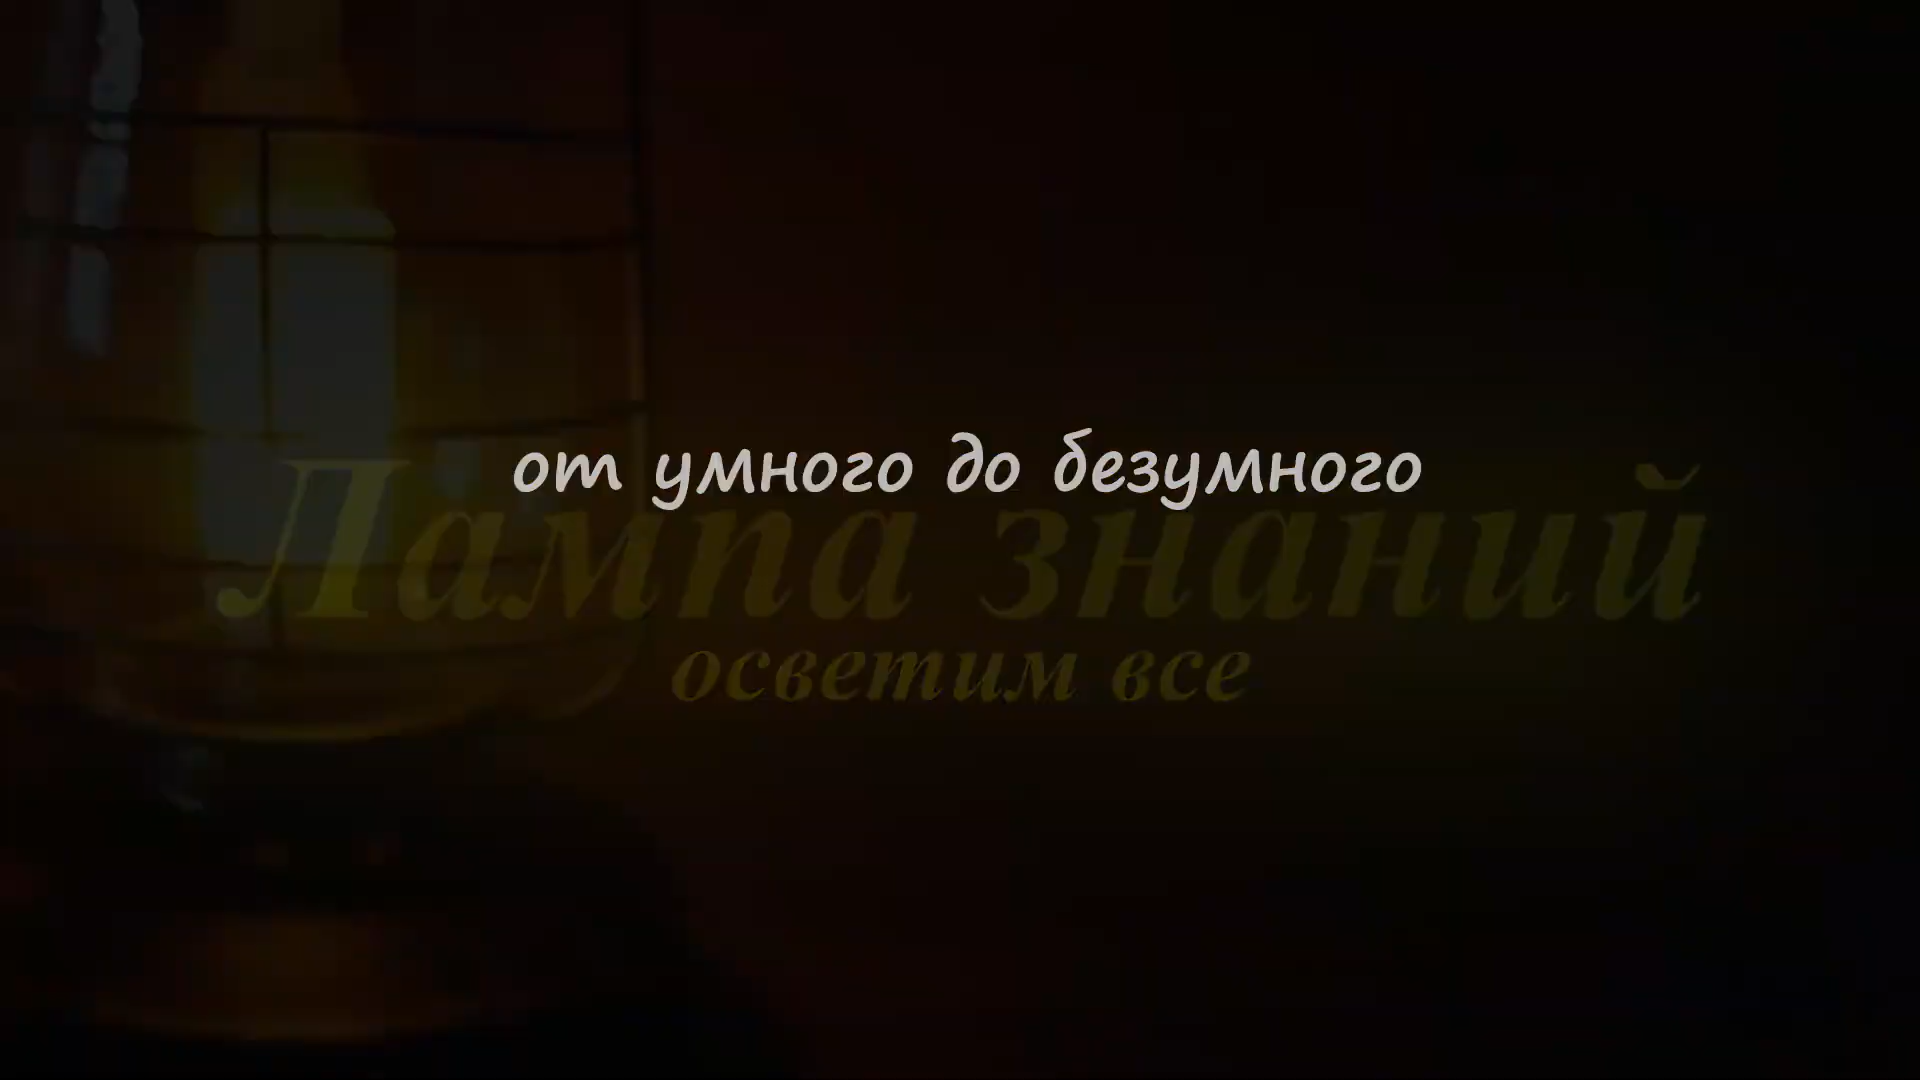 от умного до безумного
Лампа знаний
осветим все